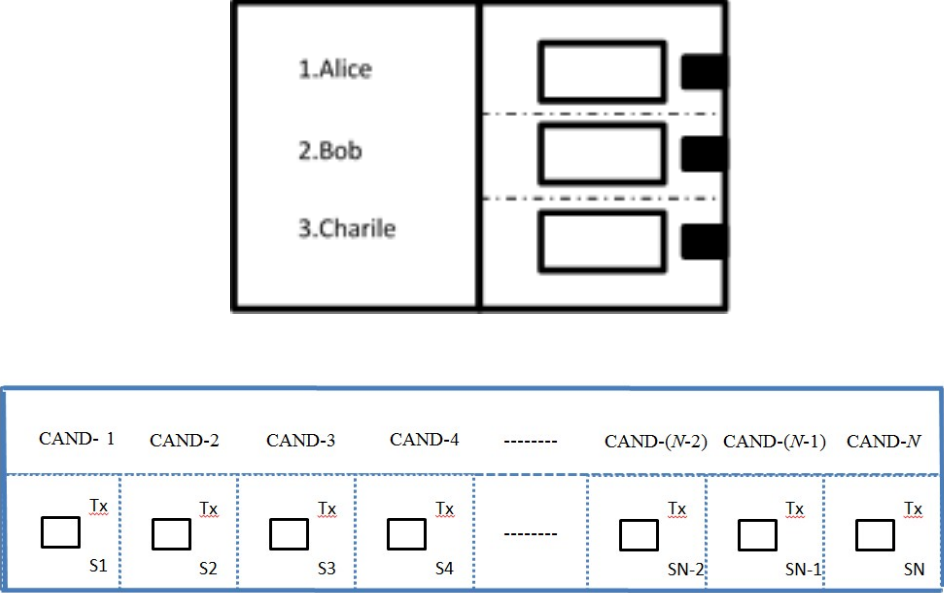 1.Alice
2.Bob
3.Charile
CAND- 1 CAND-2 CAND-3 CAND-4 -------- CAND-(N-2) CAND-(N-1) CAND-N
Tx Tx Tx Tx Tx Tx Tx
--------
S1 S2 S3 S4 SN-2 SN-1 SN